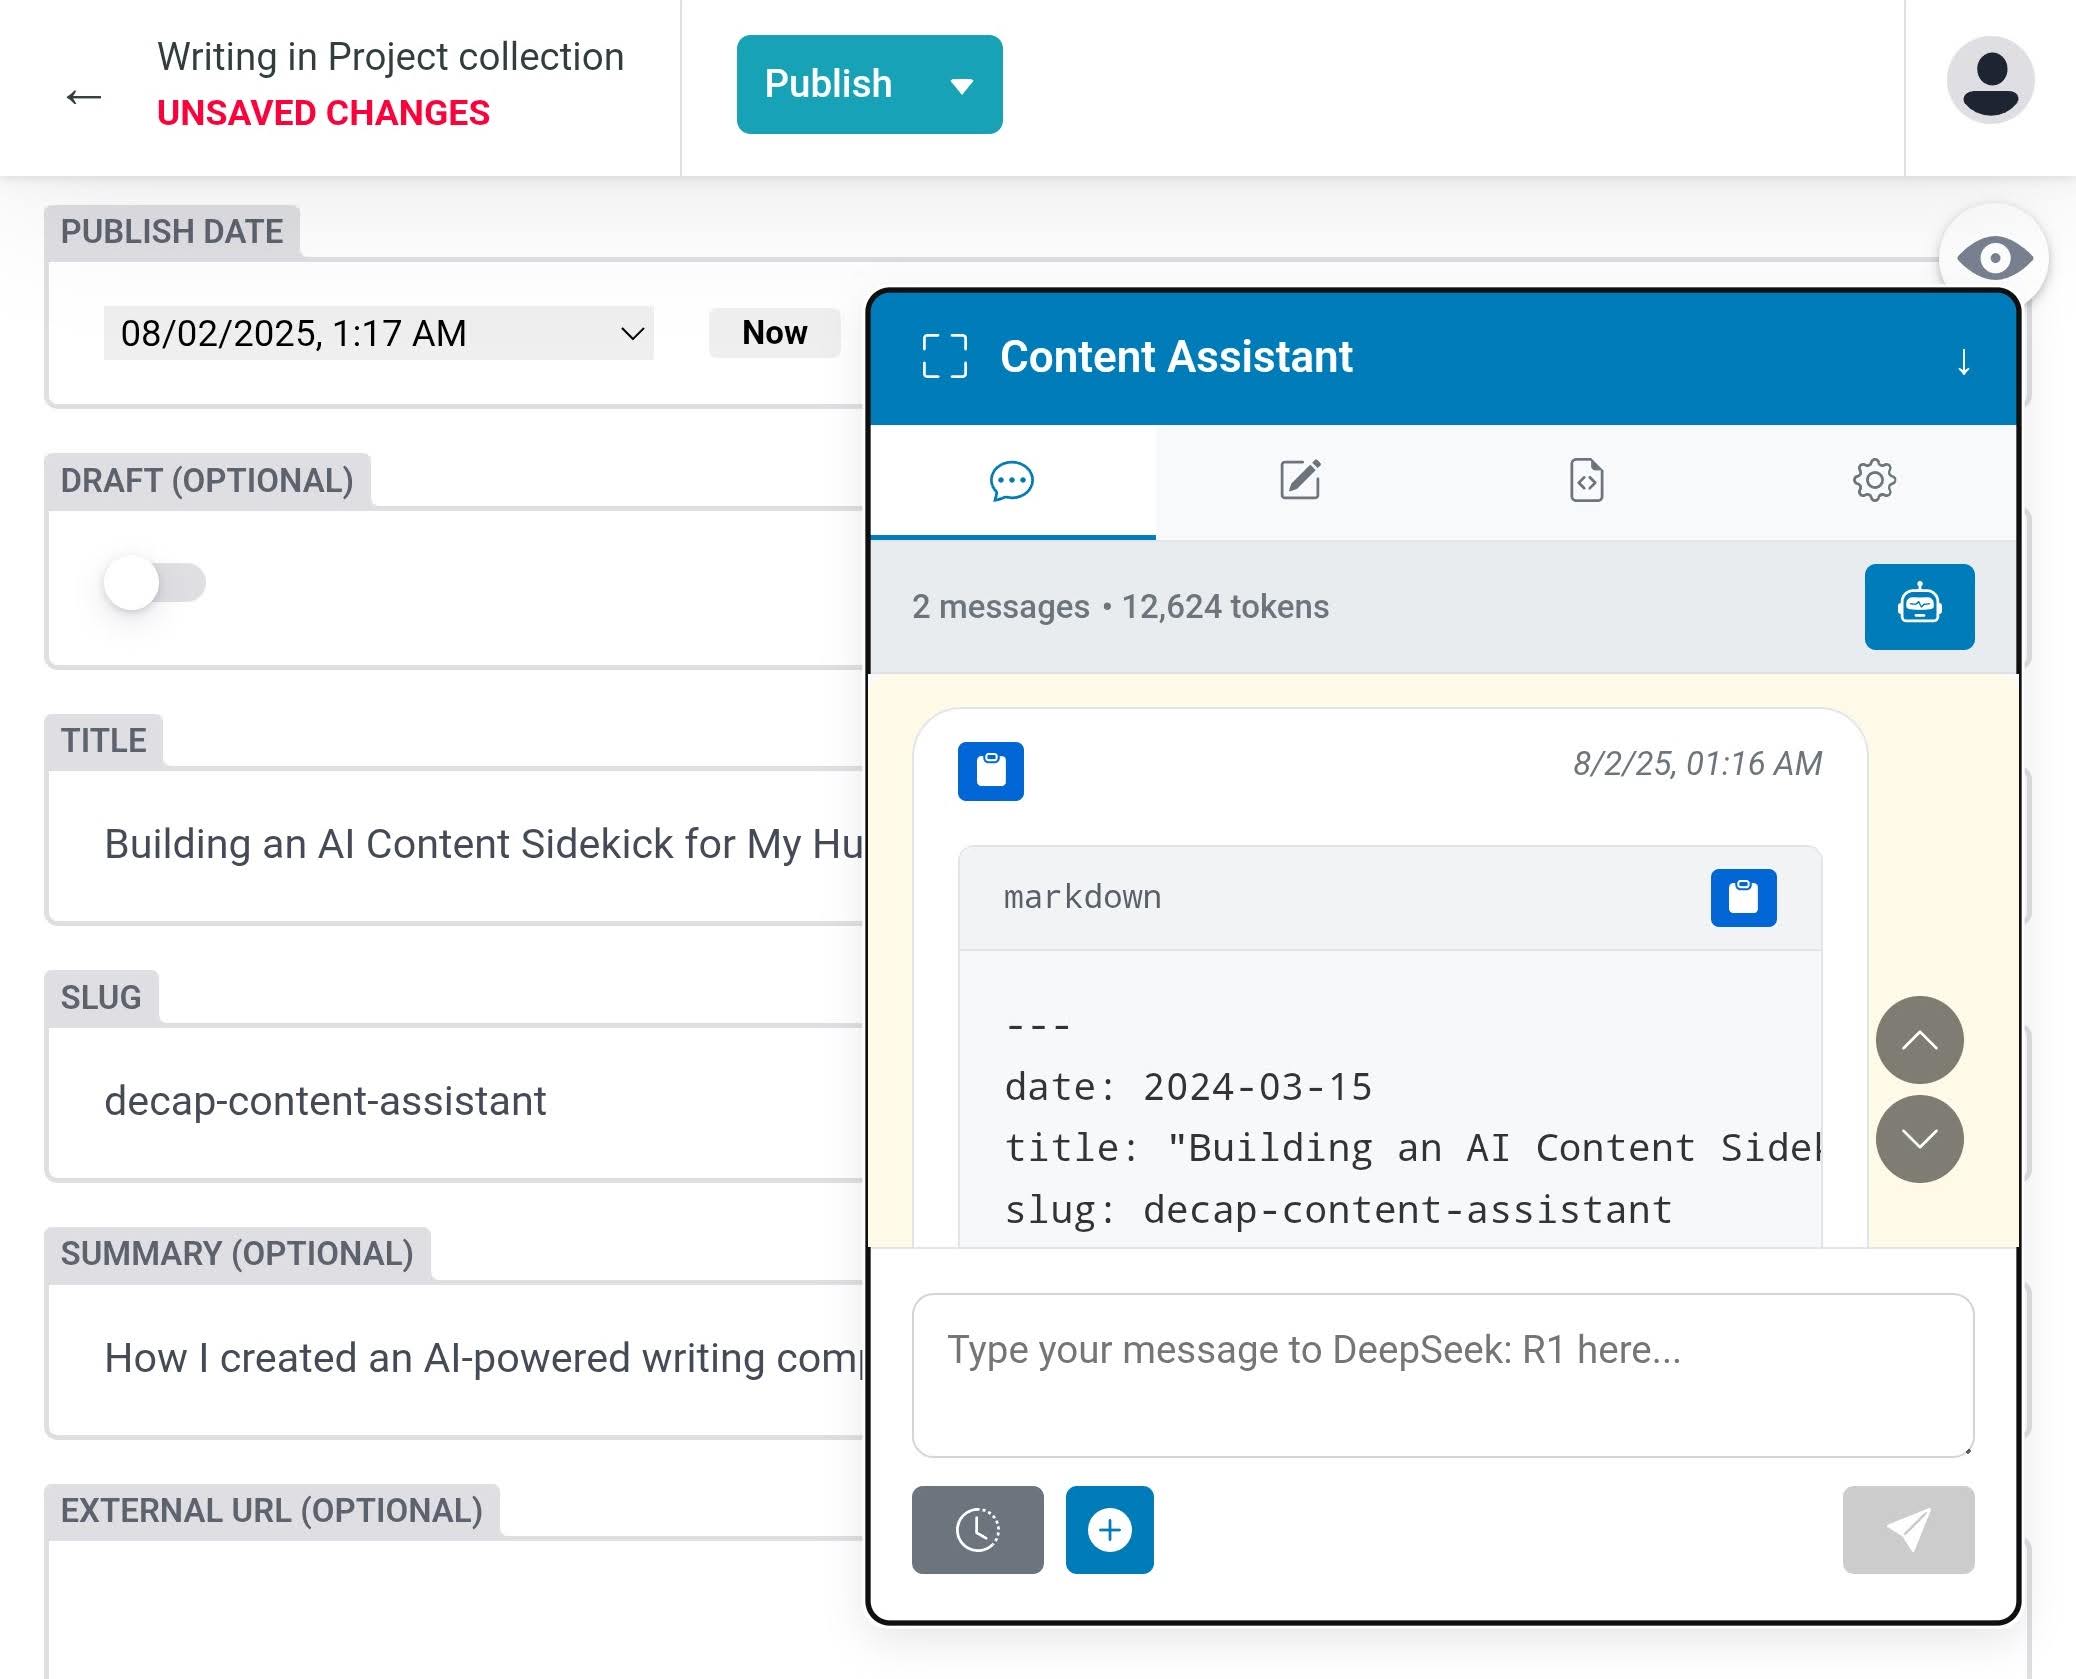 Writing in Project collection
UNSAVED CHANGES
Publish
PUBLISH DATE
08/02/2025, 1:17 AM
Now
DRAFT (OPTIONAL)
TITLE
Building an AI Content Sidekick for My Hu
SLUG
decap-content-assistant
SUMMARY (OPTIONAL)
How I created an AI-powered writing com
EXTERNAL URL (OPTIONAL)
Content Assistant
2 messages • 12,624 tokens
8/2/25, 01:16 AM
markdown
---
date: 2024-03-15
title: "Building an AI Content Sidek
slug: decap-content-assistant
Type your message to DeepSeek: R1 here...